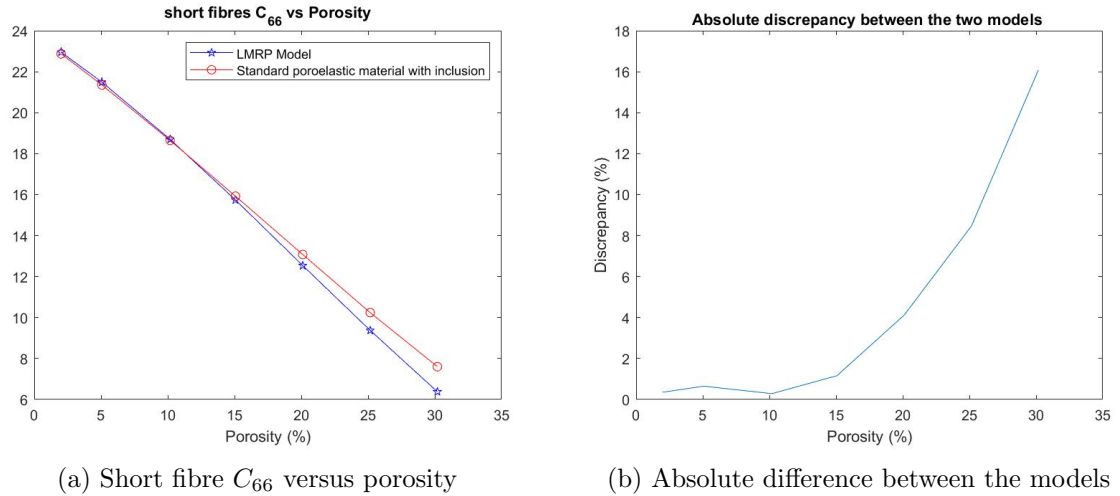 short fibres C66 vs Porosity
24
22
20
18
16
14
12
10
8
6
0 5 10 15 20 25 30 35
Porosity (%)
LMRP Model
Standard poroelastic material with inclusion
(a) Short fibre C66 versus porosity
Absolute discrepancy between the two models
Discrepancy (%)
18
16
14
12
10
8
6
4
2
0
0 5 10 15 20 25 30 35
Porosity (%)
(b) Absolute difference between the models